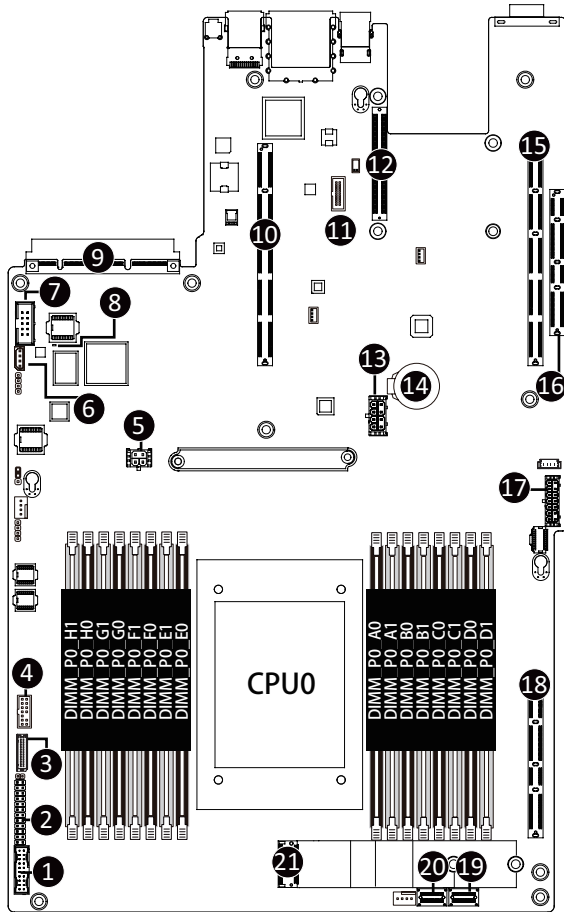 15
12
10
11
9
7
8
13
14
16
6
5
17
DIMM_P0_H1
DIMM_P0_H0
DIMM_P0_G1
DIMM_P0_G0
DIMM_P0_F1
DIMM_P0_F0
DIMM_P0_E1
DIMM_P0_E0
CPU0
DIMM_P0_A0
DIMM_P0_A1
DIMM_P0_B0
DIMM_P0_B1
DIMM_P0_C0
DIMM_P0_C1
DIMM_P0_D0
DIMM_P0_D1
4
18
3
2
1
21
20
19